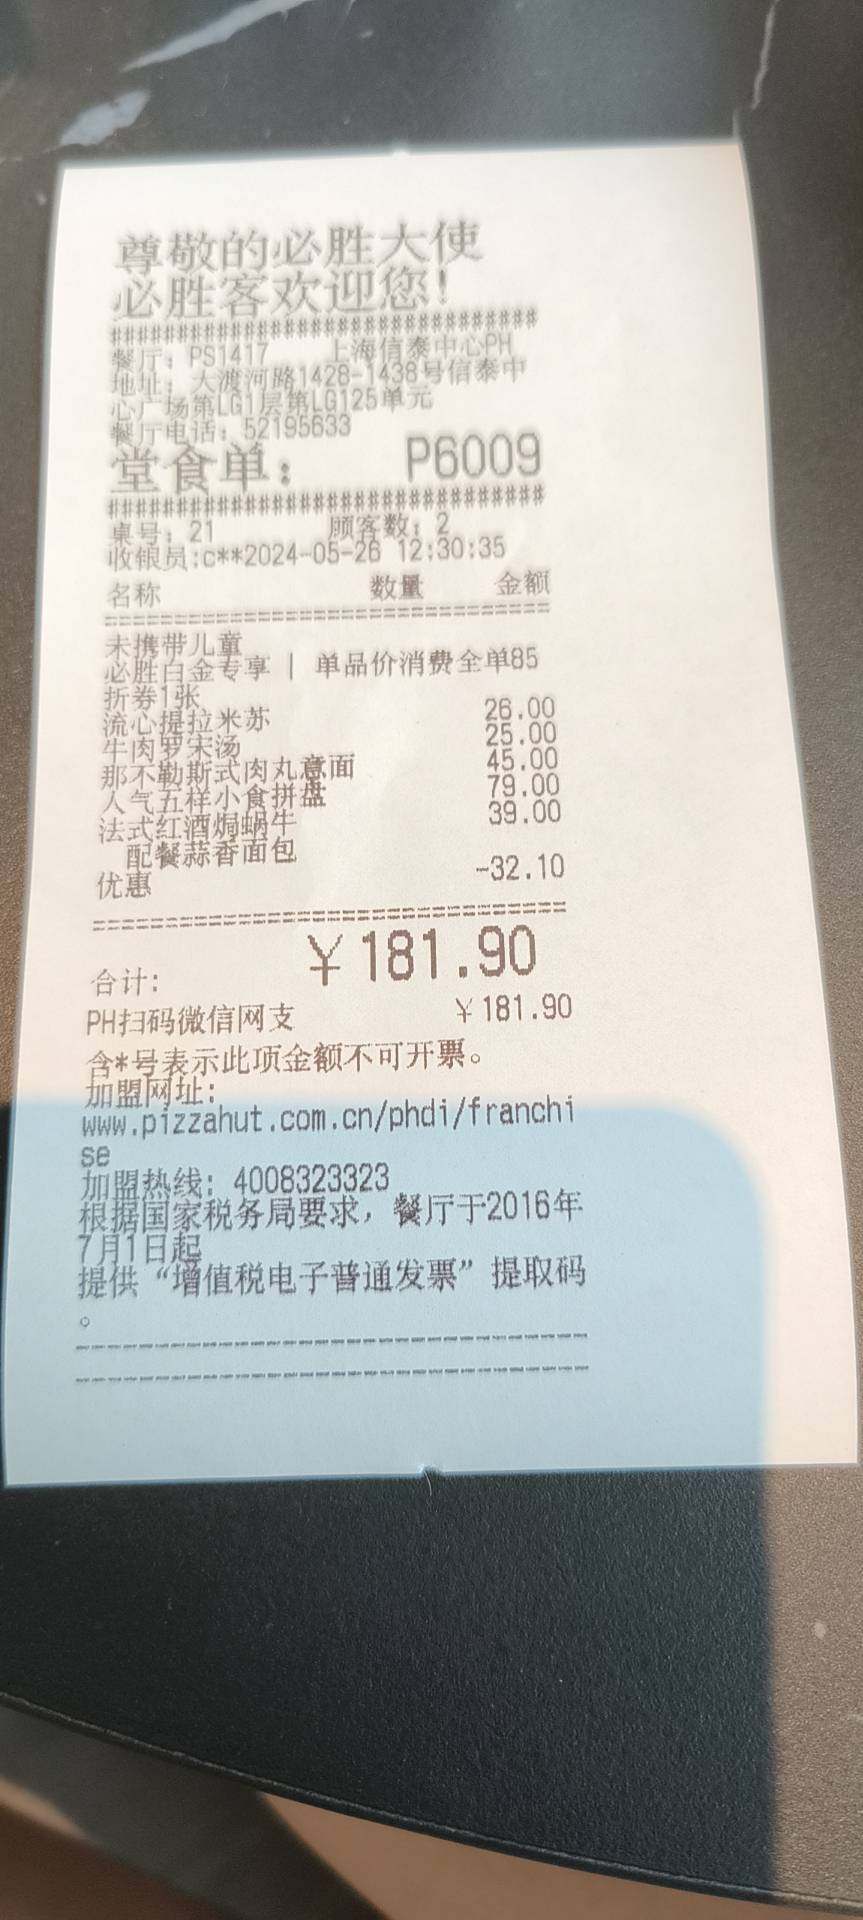 尊敬的必胜大使
必胜客欢迎您!
################################
餐厅: PS1417 上海信泰中心PH
地址: 大渡河路1428-1438号信泰中
心广场第LG1层第LG125单元
餐厅电话: 52195633
堂食单: P6009
################################
桌号: 21 顾客数: 2
收银员:c**2024-05-26 12:30:35
名称 数量 金额
================================
未携带儿童
必胜白金专享 | 单品价消费全单85
折券1张
流心提拉米苏 26.00
牛肉罗宋汤 25.00
那不勒斯式肉丸意面 45.00
人气五样小食拼盘 79.00
法式红酒焗蜗牛 39.00
配餐蒜香面包
优惠 -32.10
================================
合计: ￥181.90
PH扫码微信网支 ￥181.90
含*号表示此项金额不可开票。
加盟网址:
www.pizzahut.com.cn/phdi/franchi
se
加盟热线: 4008323323
根据国家税务局要求，餐厅于2016年
7月1日起
提供“增值税电子普通发票”提取码
。
--------------------------------
--------------------------------